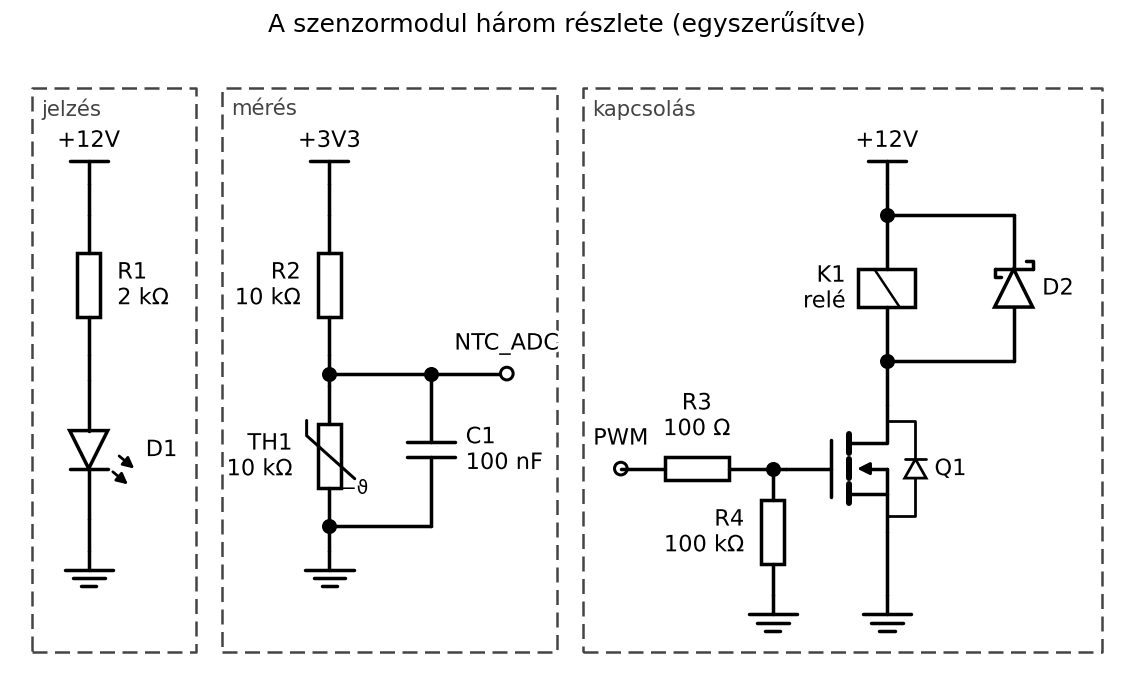 A szenzormodul három részlete (egyszerűsítve)
jelzés
+12V
R1
2 kΩ
D1
mérés
+3V3
R2
10 kΩ
NTC_ADC
TH1
10 kΩ
−ϑ
C1
100 nF
kapcsolás
+12V
K1
relé
D2
R3
100 Ω
PWM
Q1
R4
100 kΩ